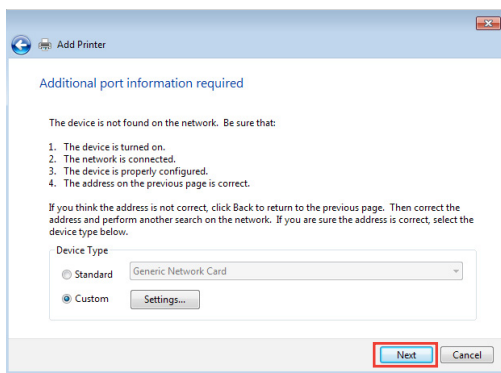 Add Printer
Additional port information required
The device is not found on the network. Be sure that:
1. The device is turned on.
2. The network is connected.
3. The device is properly configured.
4. The address on the previous page is correct.
If you think the address is not correct, click Back to return to the previous page. Then correct the
address and perform another search on the network. If you are sure the address is correct, select the
device type below.
Device Type
Standard Generic Network Card
Custom Settings...
Next Cancel